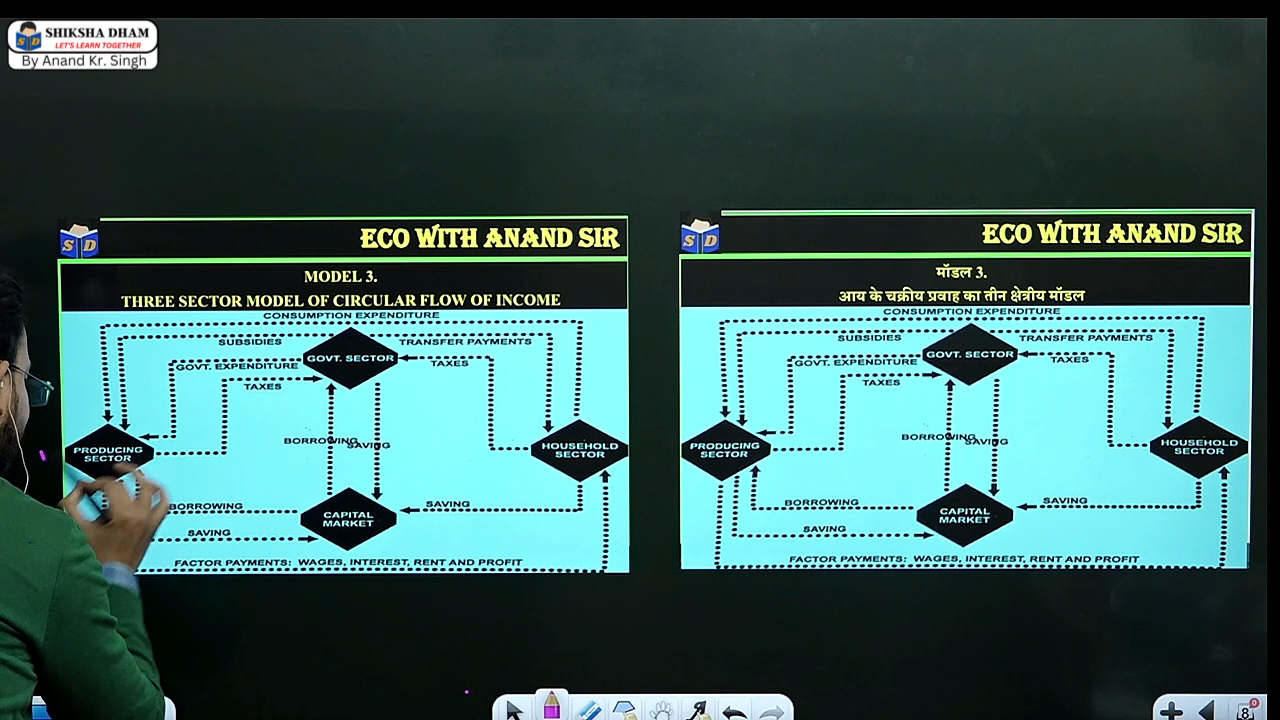 SHIKSHA DHAM
LET'S LEARN TOGETHER
By Anand Kr. Singh
S D
ECO WITH ANAND SIR
MODEL 3.
THREE SECTOR MODEL OF CIRCULAR FLOW OF INCOME
CONSUMPTION EXPENDITURE
SUBSIDIES
TRANSFER PAYMENTS
GOVT. SECTOR
GOVT. EXPENDITURE
TAXES
TAXES
BORROWING
SAVING
PRODUCING
SECTOR
HOUSEHOLD
SECTOR
BORROWING
SAVING
CAPITAL
MARKET
SAVING
FACTOR PAYMENTS: WAGES, INTEREST, RENT AND PROFIT
S D
ECO WITH ANAND SIR
मॉडल 3.
आय के चक्रीय प्रवाह का तीन क्षेत्रीय मॉडल
CONSUMPTION EXPENDITURE
SUBSIDIES
TRANSFER PAYMENTS
GOVT. SECTOR
GOVT. EXPENDITURE
TAXES
TAXES
BORROWING
SAVING
PRODUCING
SECTOR
HOUSEHOLD
SECTOR
BORROWING
SAVING
CAPITAL
MARKET
SAVING
FACTOR PAYMENTS: WAGES, INTEREST, RENT AND PROFIT
8